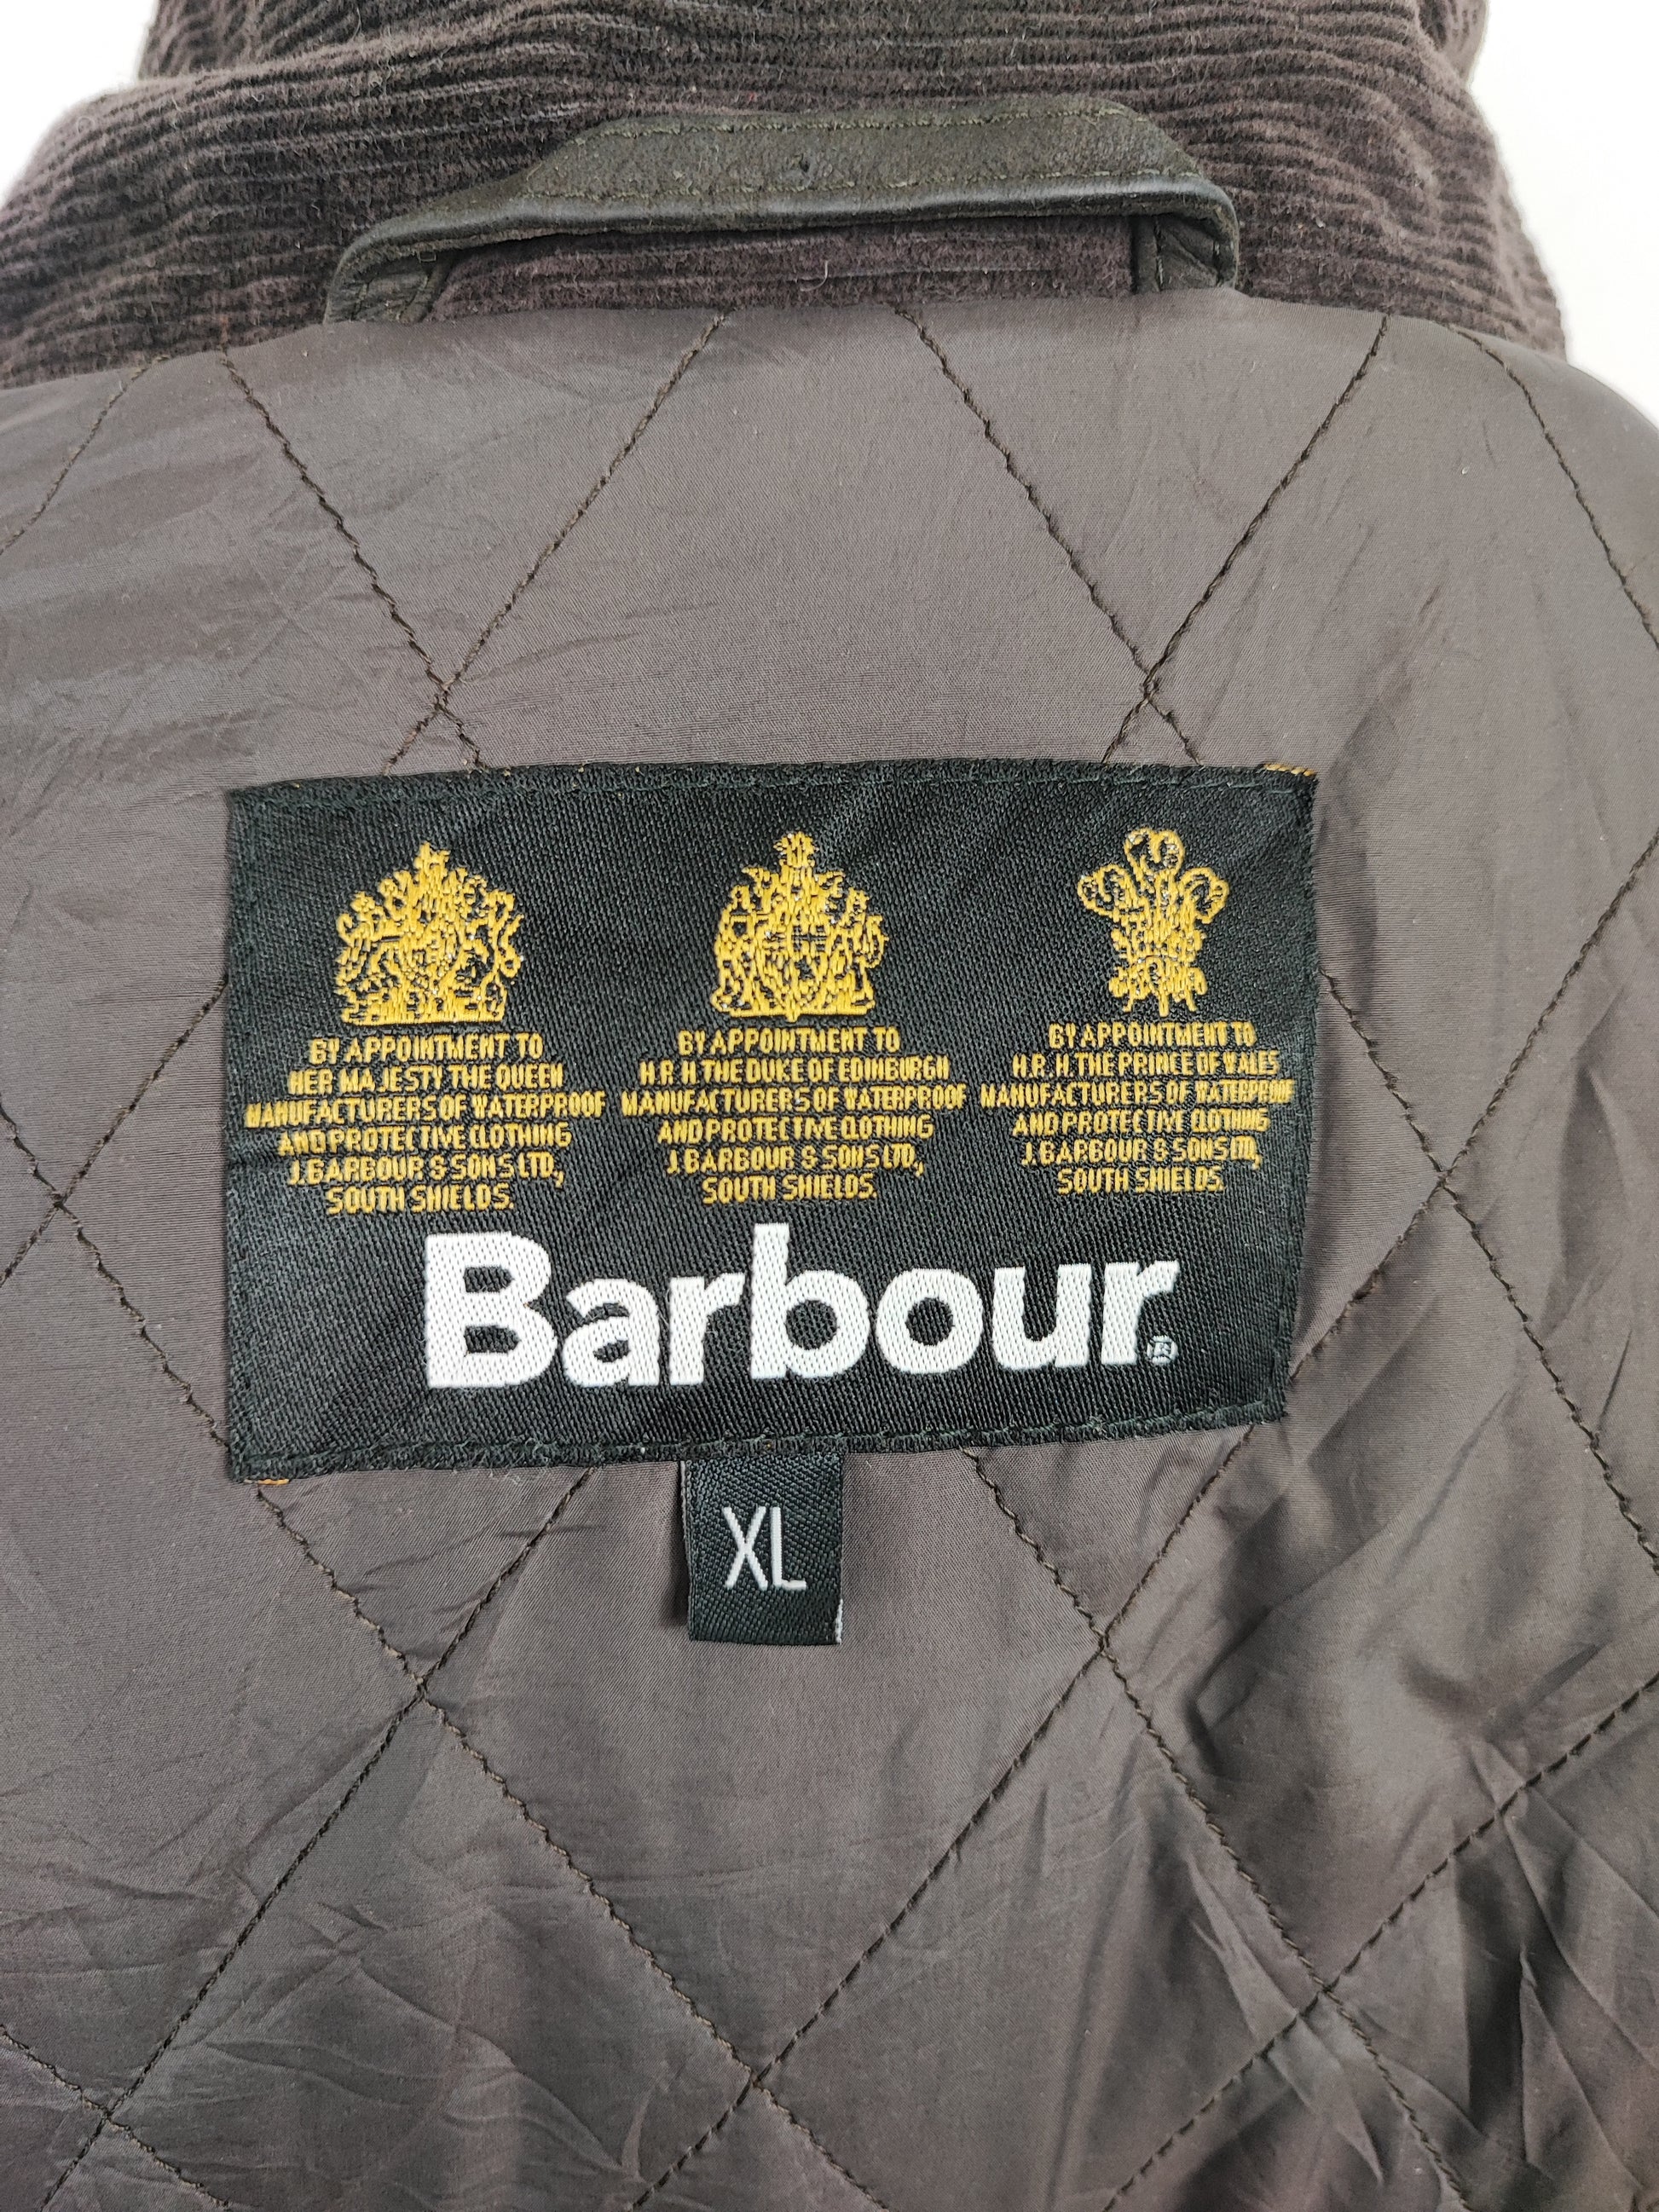 BY APPOINTMENT TO
HER MAJESTY THE QUEEN
MANUFACTURERS OF WATERPROOF
AND PROTECTIVE CLOTHING
J. BARBOUR & SONS LTD.,
SOUTH SHIELDS.
BY APPOINTMENT TO
H.R.H THE DUKE OF EDINBURGH
MANUFACTURERS OF WATERPROOF
AND PROTECTIVE CLOTHING
J. BARBOUR & SONS LTD.,
SOUTH SHIELDS.
BY APPOINTMENT TO
H.R.H. THE PRINCE OF WALES
MANUFACTURERS OF WATERPROOF
AND PROTECTIVE CLOTHING
J. BARBOUR & SONS LTD,
SOUTH SHIELDS.
Barbour®
XL